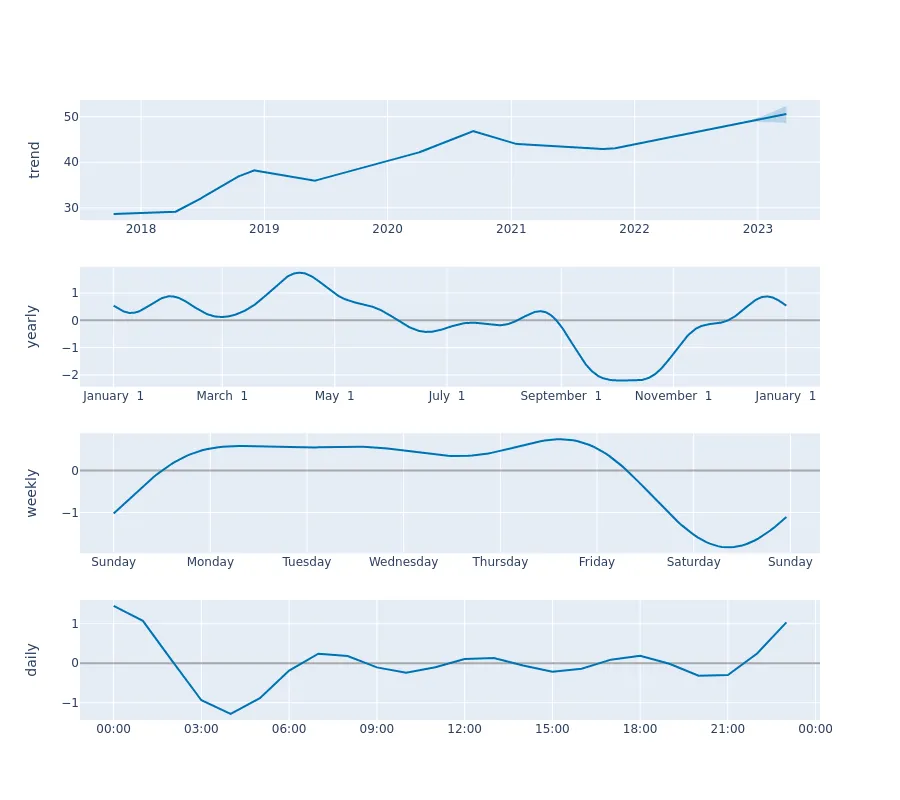 trend
50
40
30
2018 2019 2020 2021 2022 2023
yearly
1
0
−1
−2
January 1 March 1 May 1 July 1 September 1 November 1 January 1
weekly
0
−1
Sunday Monday Tuesday Wednesday Thursday Friday Saturday Sunday
daily
1
0
−1
00:00 03:00 06:00 09:00 12:00 15:00 18:00 21:00 00:00